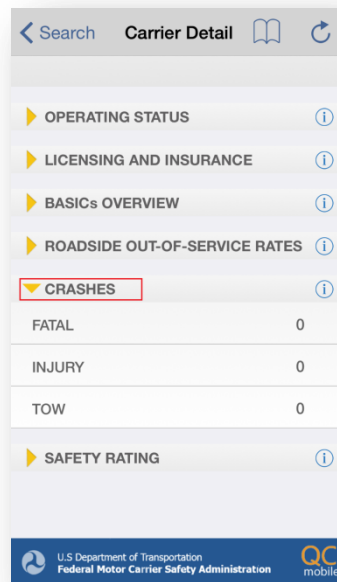 Search Carrier Detail
OPERATING STATUS
LICENSING AND INSURANCE
BASICs OVERVIEW
ROADSIDE OUT-OF-SERVICE RATES
CRASHES
FATAL 0
INJURY 0
TOW 0
SAFETY RATING
U.S Department of Transportation
Federal Motor Carrier Safety Administration
QC
mobile